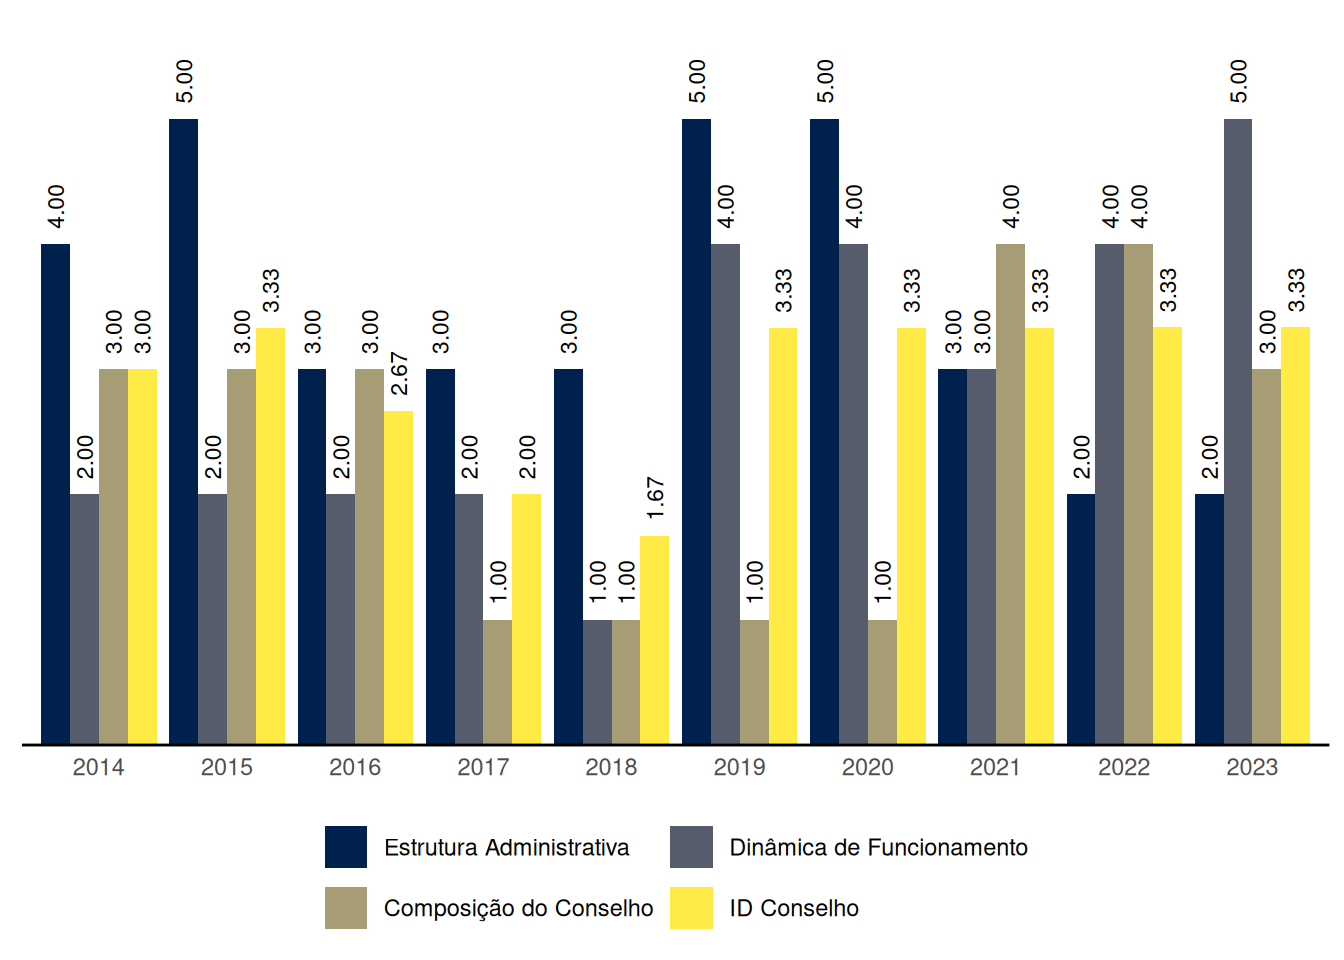 4.00 2.00 3.00 3.00
5.00 2.00 3.00 3.33
3.00 2.00 3.00 2.67
3.00 2.00 1.00 2.00
3.00 1.00 1.00 1.67
5.00 4.00 1.00 3.33
5.00 4.00 1.00 3.33
3.00 3.00 4.00 3.33
2.00 4.00 4.00 3.33
2.00 5.00 3.00 3.33
2014 2015 2016 2017 2018 2019 2020 2021 2022 2023
Estrutura Administrativa Dinâmica de Funcionamento
Composição do Conselho ID Conselho